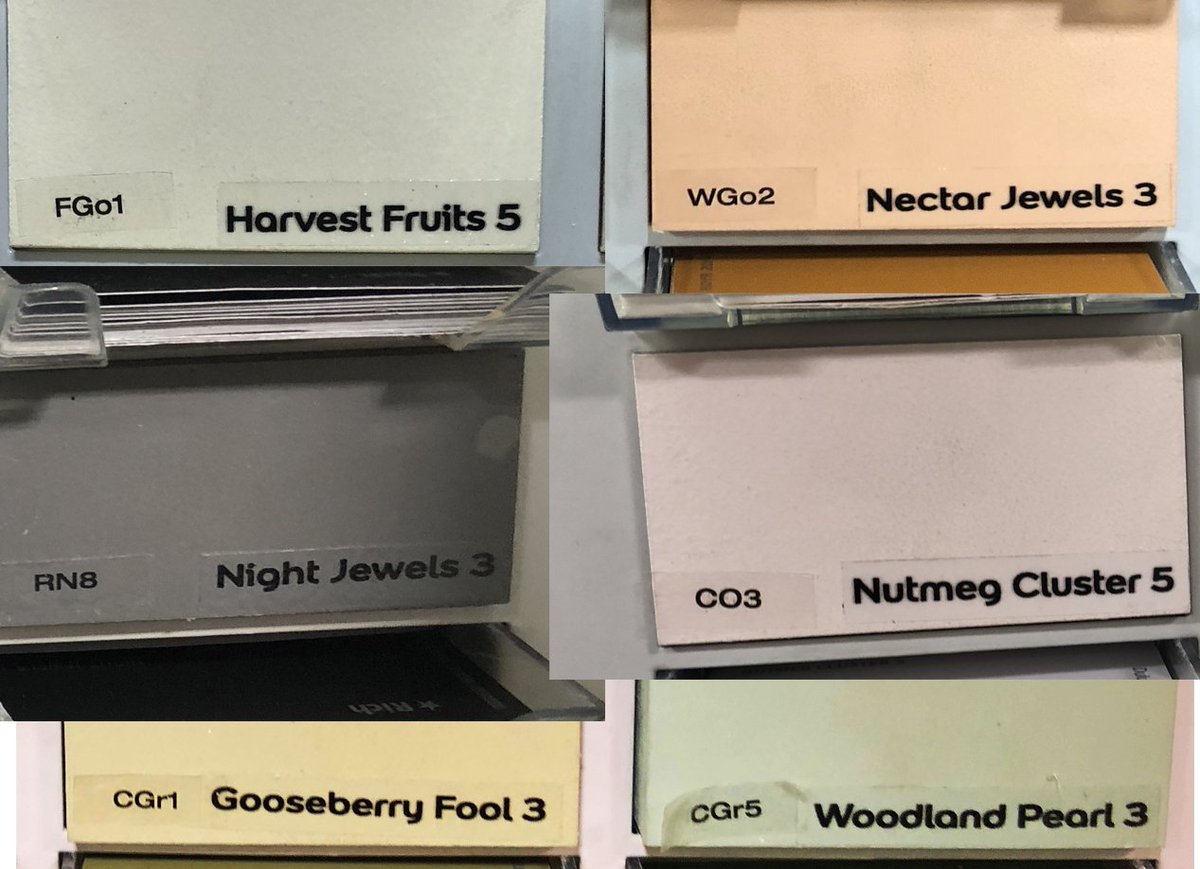 FGo1
Harvest Fruits 5
WGo2
Nectar Jewels 3
RN8
Night Jewels 3
CO3
Nutmeg Cluster 5
★ Rich
CGr1
Gooseberry Fool 3
CGr5
Woodland Pearl 3